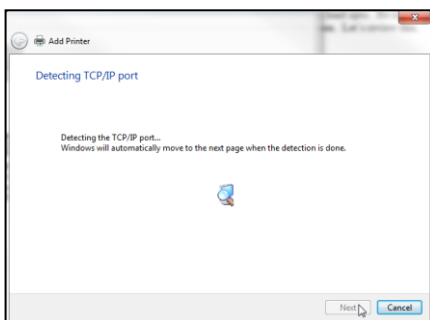 Add Printer
Detecting TCP/IP port
Detecting the TCP/IP port...
Windows will automatically move to the next page when the detection is done.
Next
Cancel